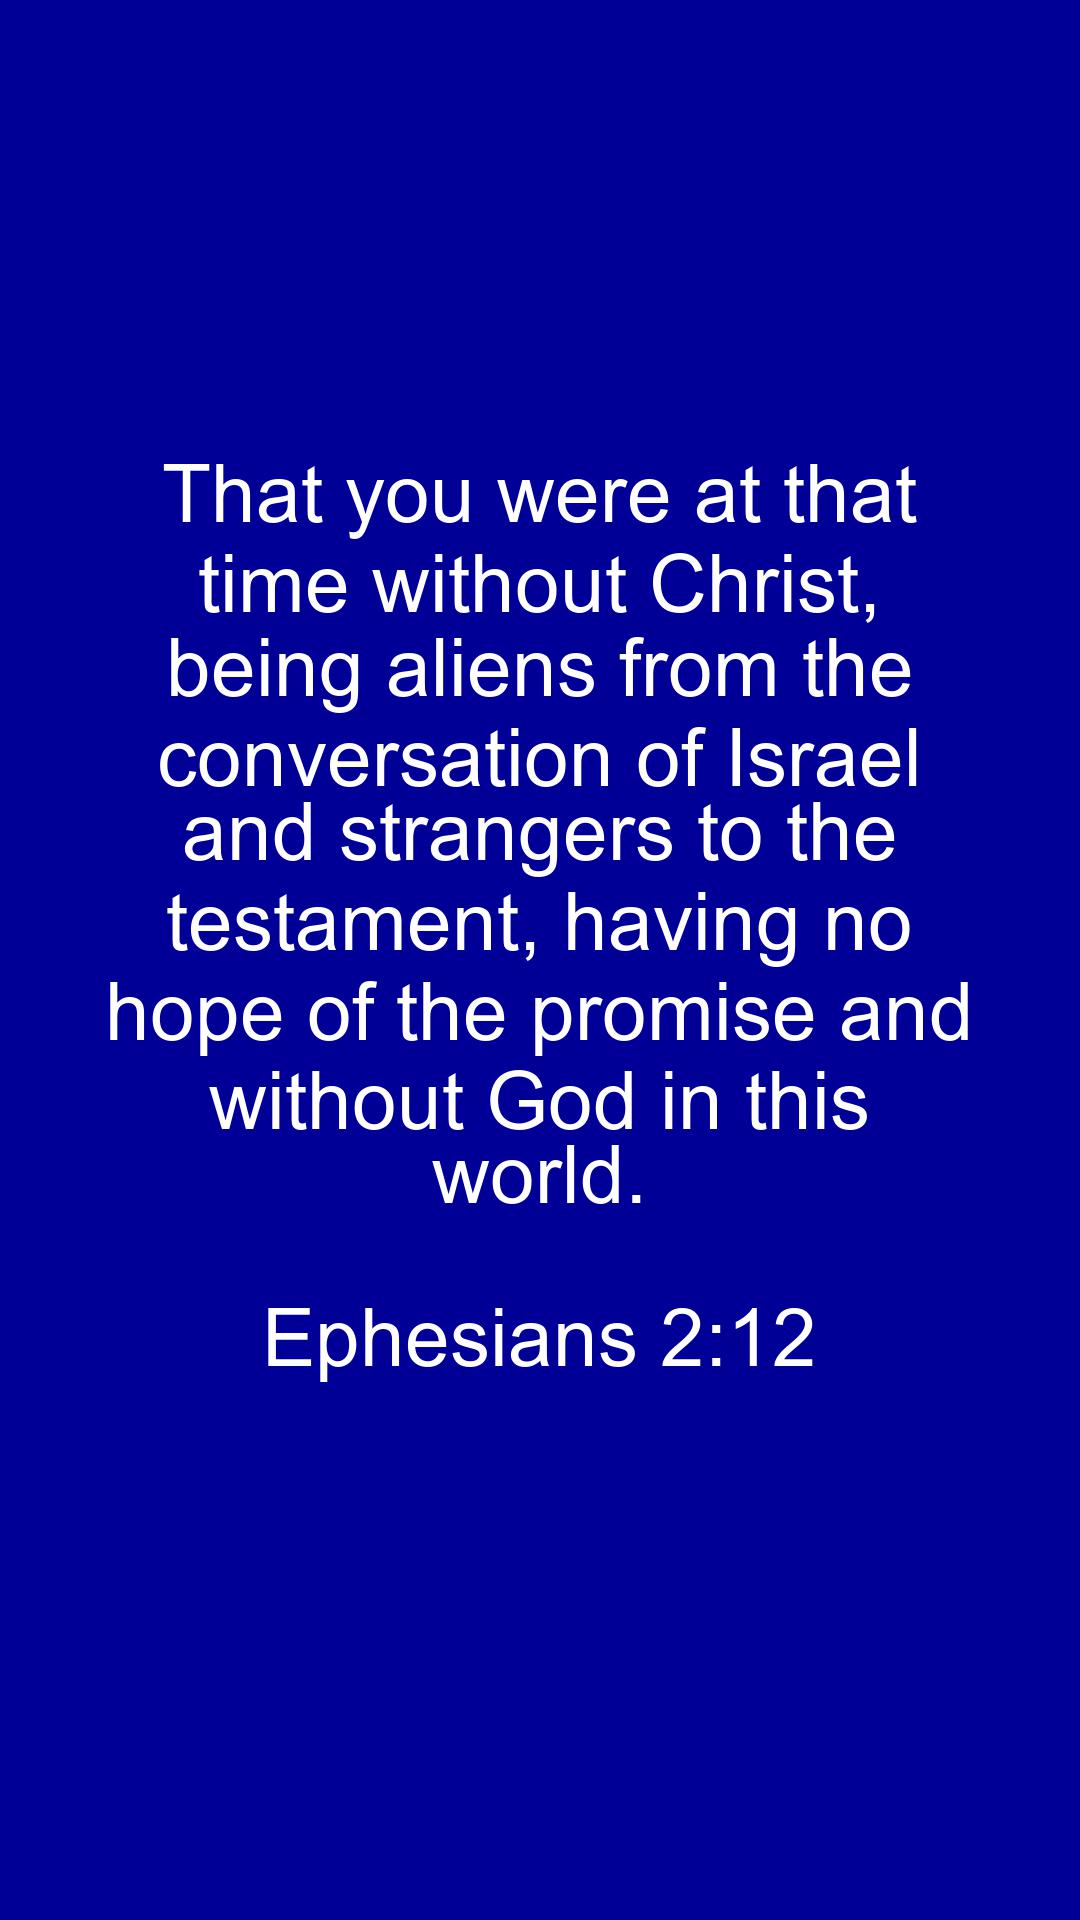 That you were at that
time without Christ,
being aliens from the
conversation of Israel
and strangers to the
testament, having no
hope of the promise and
without God in this
world.
Ephesians 2:12